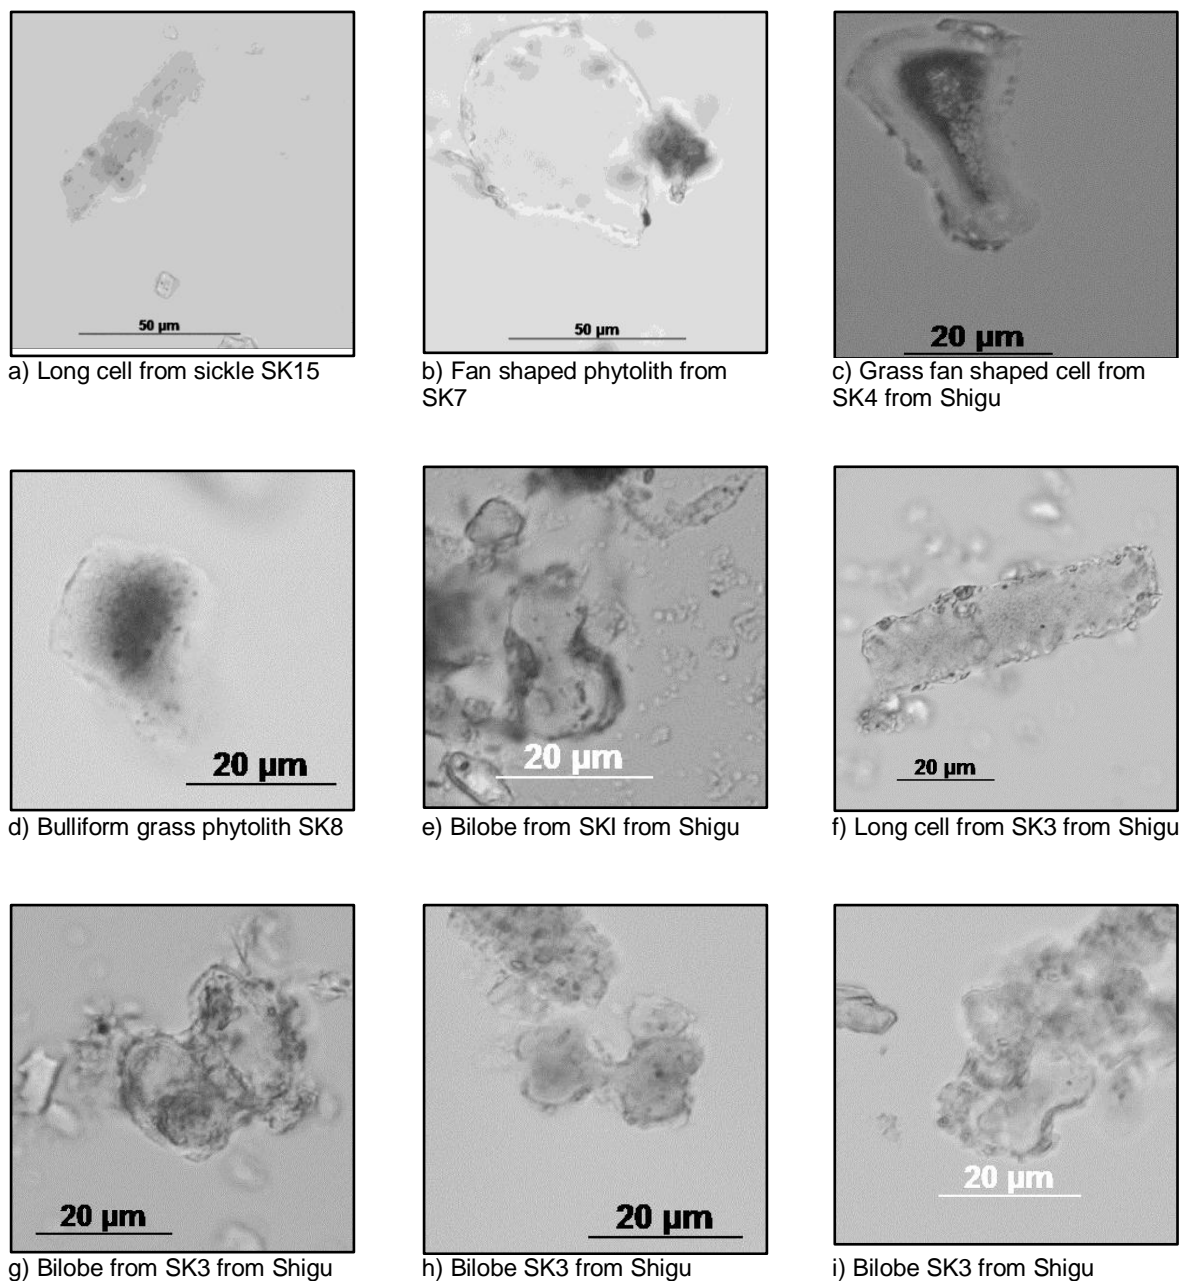 50 µm
50 µm
20 µm
a) Long cell from sickle SK15
b) Fan shaped phytolith from
SK7
c) Grass fan shaped cell from
SK4 from Shigu
20 µm
20 µm
20 µm
d) Bulliform grass phytolith SK8
e) Bilobe from SKI from Shigu
f) Long cell from SK3 from Shigu
20 µm
20 µm
20 µm
g) Bilobe from SK3 from Shigu
h) Bilobe SK3 from Shigu
i) Bilobe SK3 from Shigu